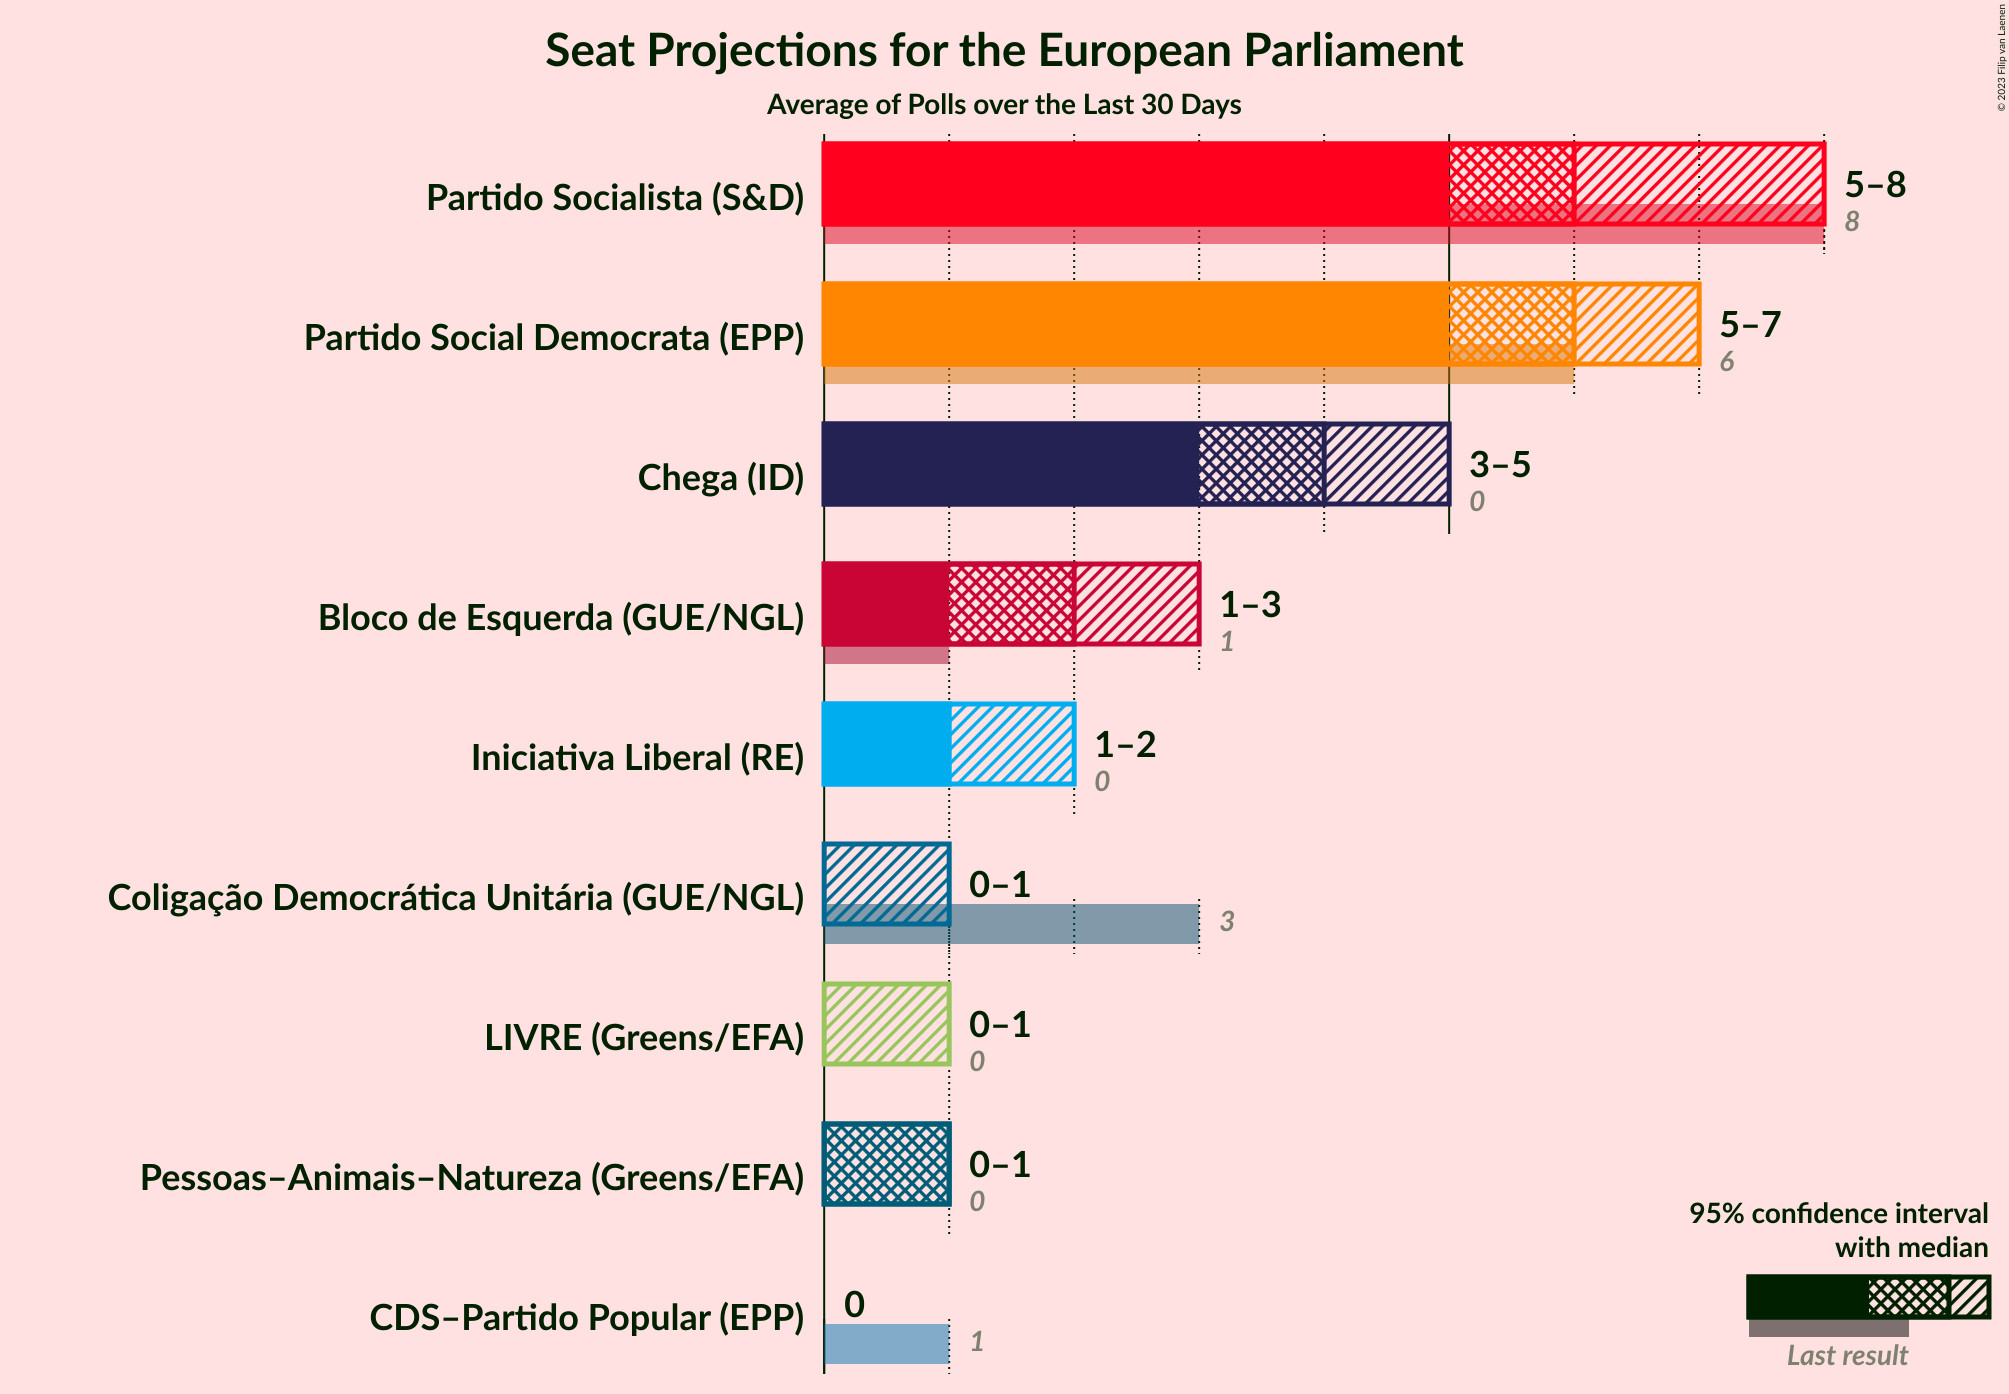 Seat Projections for the European Parliament
Average of Polls over the Last 30 Days
© 2023 Filip van Laenen
Partido Socialista (S&D)
5–8
8
Partido Social Democrata (EPP)
5–7
6
Chega (ID)
3–5
0
Bloco de Esquerda (GUE/NGL)
1–3
1
Iniciativa Liberal (RE)
1–2
0
Coligação Democrática Unitária (GUE/NGL)
0–1
3
LIVRE (Greens/EFA)
0–1
0
Pessoas–Animais–Natureza (Greens/EFA)
0–1
0
CDS–Partido Popular (EPP)
0
1
95% confidence interval
with median
Last result